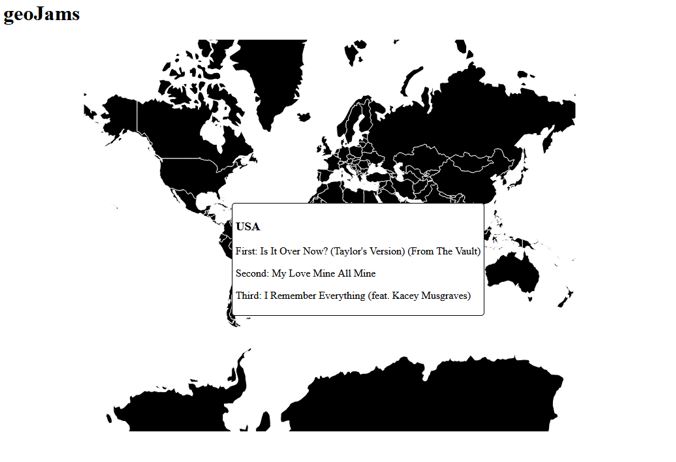 geoJams
USA
First: Is It Over Now? (Taylor's Version) (From The Vault)
Second: My Love Mine All Mine
Third: I Remember Everything (feat. Kacey Musgraves)